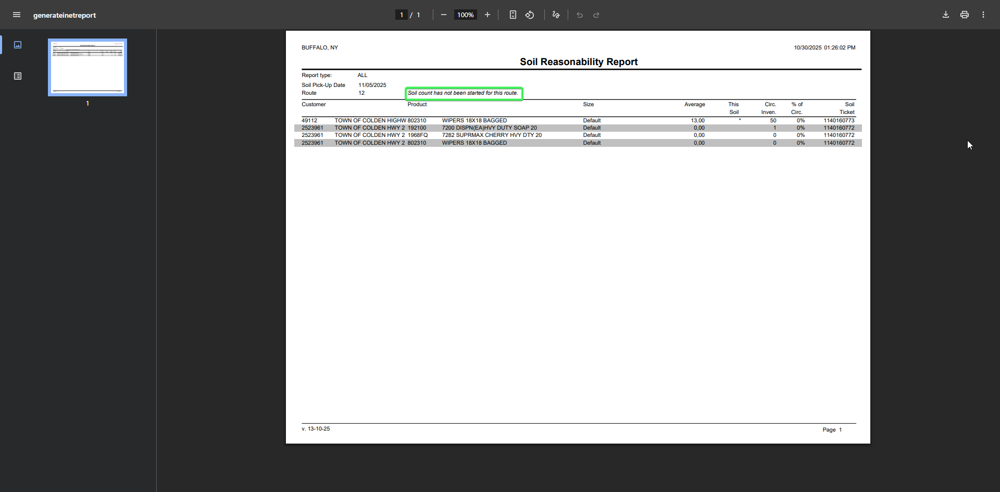 generateinetreport
1 / 1
100%
1
BUFFALO, NY 10/30/2025 01:26:02 PM
Soil Reasonability Report
Report type: ALL
Soil Pick-Up Date 11/05/2025
Route 12 Soil count has not been started for this route.
Customer Product Size Average This Circ. % of Soil
Soil Inven. Circ. Ticket
49112 TOWN OF COLDEN HIGHW 802310 WIPERS 18X18 BAGGED Default 13,00 * 50 0% 1140160773
2523961 TOWN OF COLDEN HWY 2 192100 7200 DISPN(EA)HVY DUTY SOAP 20 Default 0,00 1 0% 1140160772
2523961 TOWN OF COLDEN HWY 2 1968FQ 7282 SUPRMAX CHERRY HVY DTY 20 Default 0,00 0 0% 1140160772
2523961 TOWN OF COLDEN HWY 2 802310 WIPERS 18X18 BAGGED Default 0,00 0 0% 1140160772
v. 13-10-25 Page 1